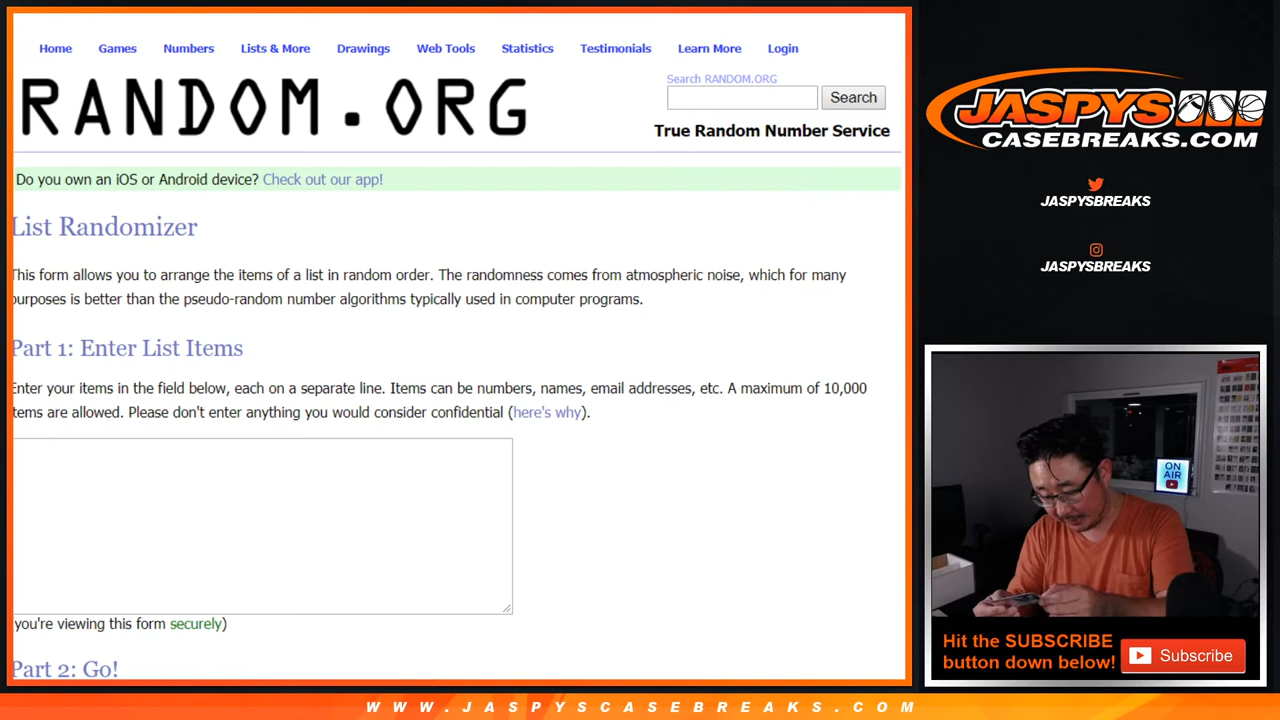 Home Games Numbers Lists & More Drawings Web Tools Statistics Testimonials Learn More Login
RANDOM.ORG
Search RANDOM.ORG
Search
True Random Number Service
Do you own an iOS or Android device? Check out our app!
List Randomizer
This form allows you to arrange the items of a list in random order. The randomness comes from atmospheric noise, which for many
purposes is better than the pseudo-random number algorithms typically used in computer programs.
Part 1: Enter List Items
Enter your items in the field below, each on a separate line. Items can be numbers, names, email addresses, etc. A maximum of 10,000
items are allowed. Please don't enter anything you would consider confidential (here's why).
you're viewing this form securely)
Part 2: Go!
JASPYS
CASEBREAKS.COM
JASPYSBREAKS
JASPYSBREAKS
ON
AIR
Hit the SUBSCRIBE
button down below!
Subscribe
WWW.JASPYSCASEBREAKS.COM